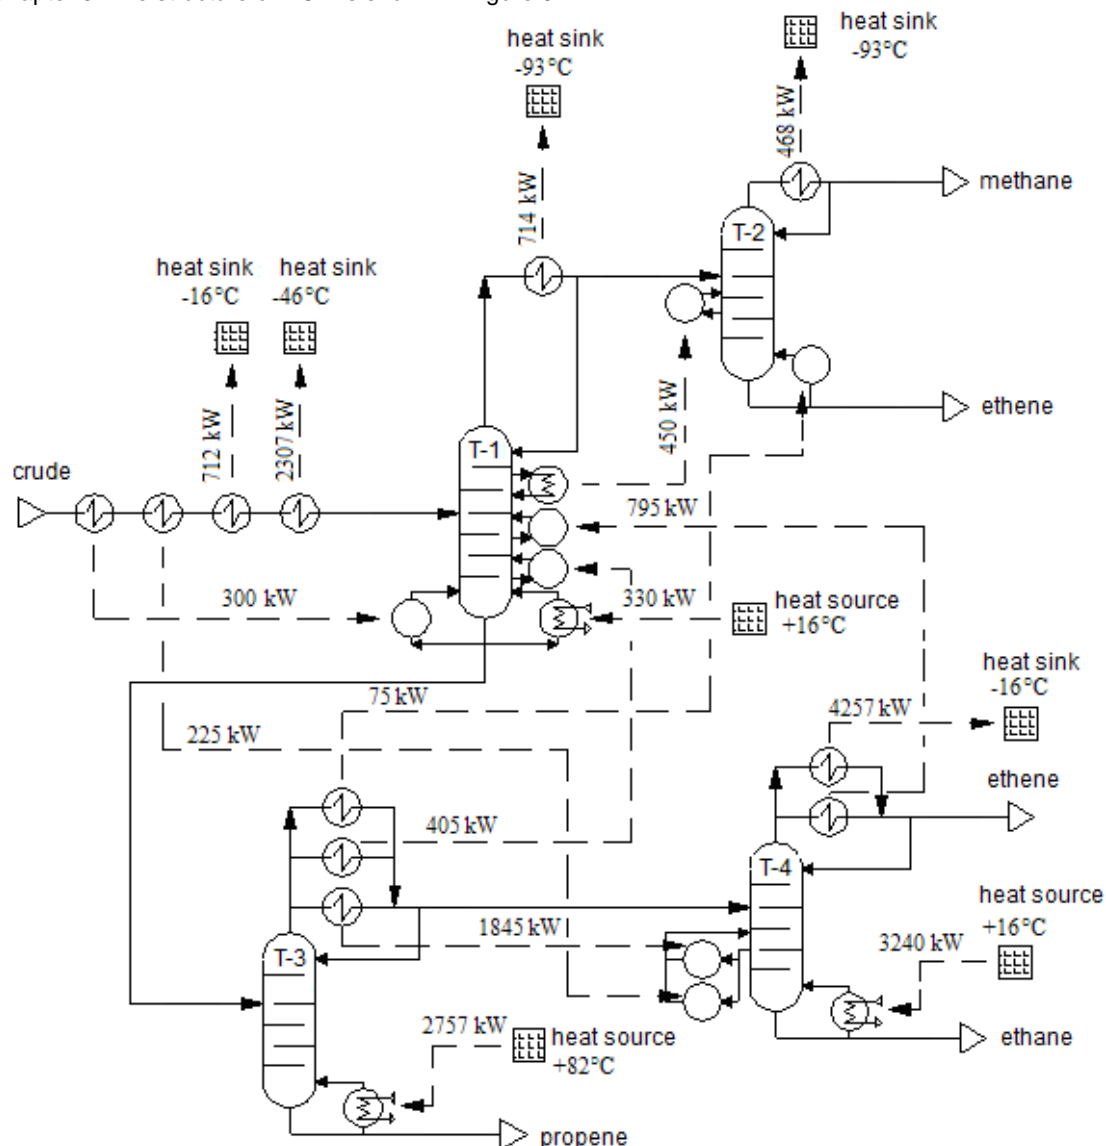 heat sink
-93°C
heat sink
-93°C
468 kW
methane
714 kW
T-2
heat sink
-16°C
heat sink
-46°C
712 kW
2307 kW
450 kW
ethene
crude
T-1
795 kW
300 kW
330 kW
heat source
+16°C
heat sink
-16°C
75 kW
4257 kW
225 kW
ethene
405 kW
T-4
heat source
+16°C
1845 kW
3240 kW
T-3
2757 kW
heat source
+82°C
ethane
propene